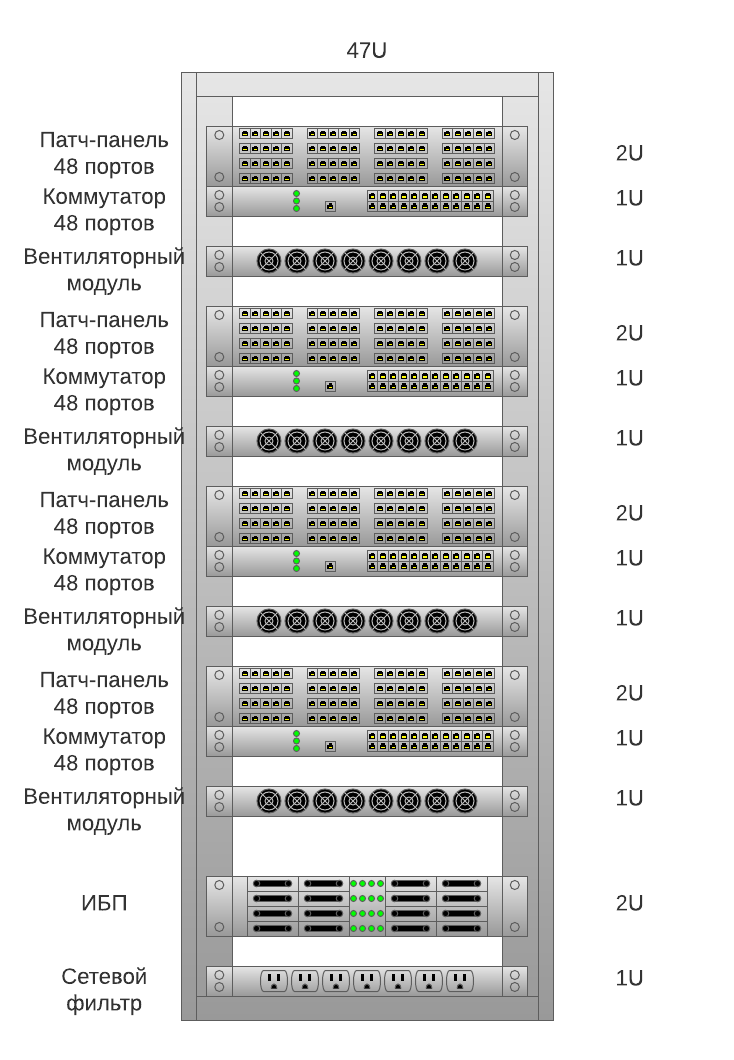 47U
Патч-панель
48 портов
2U
Коммутатор
48 портов
1U
Вентиляторный
модуль
1U
Патч-панель
48 портов
2U
Коммутатор
48 портов
1U
Вентиляторный
модуль
1U
Патч-панель
48 портов
2U
Коммутатор
48 портов
1U
Вентиляторный
модуль
1U
Патч-панель
48 портов
2U
Коммутатор
48 портов
1U
Вентиляторный
модуль
1U
ИБП
2U
Сетевой
фильтр
1U